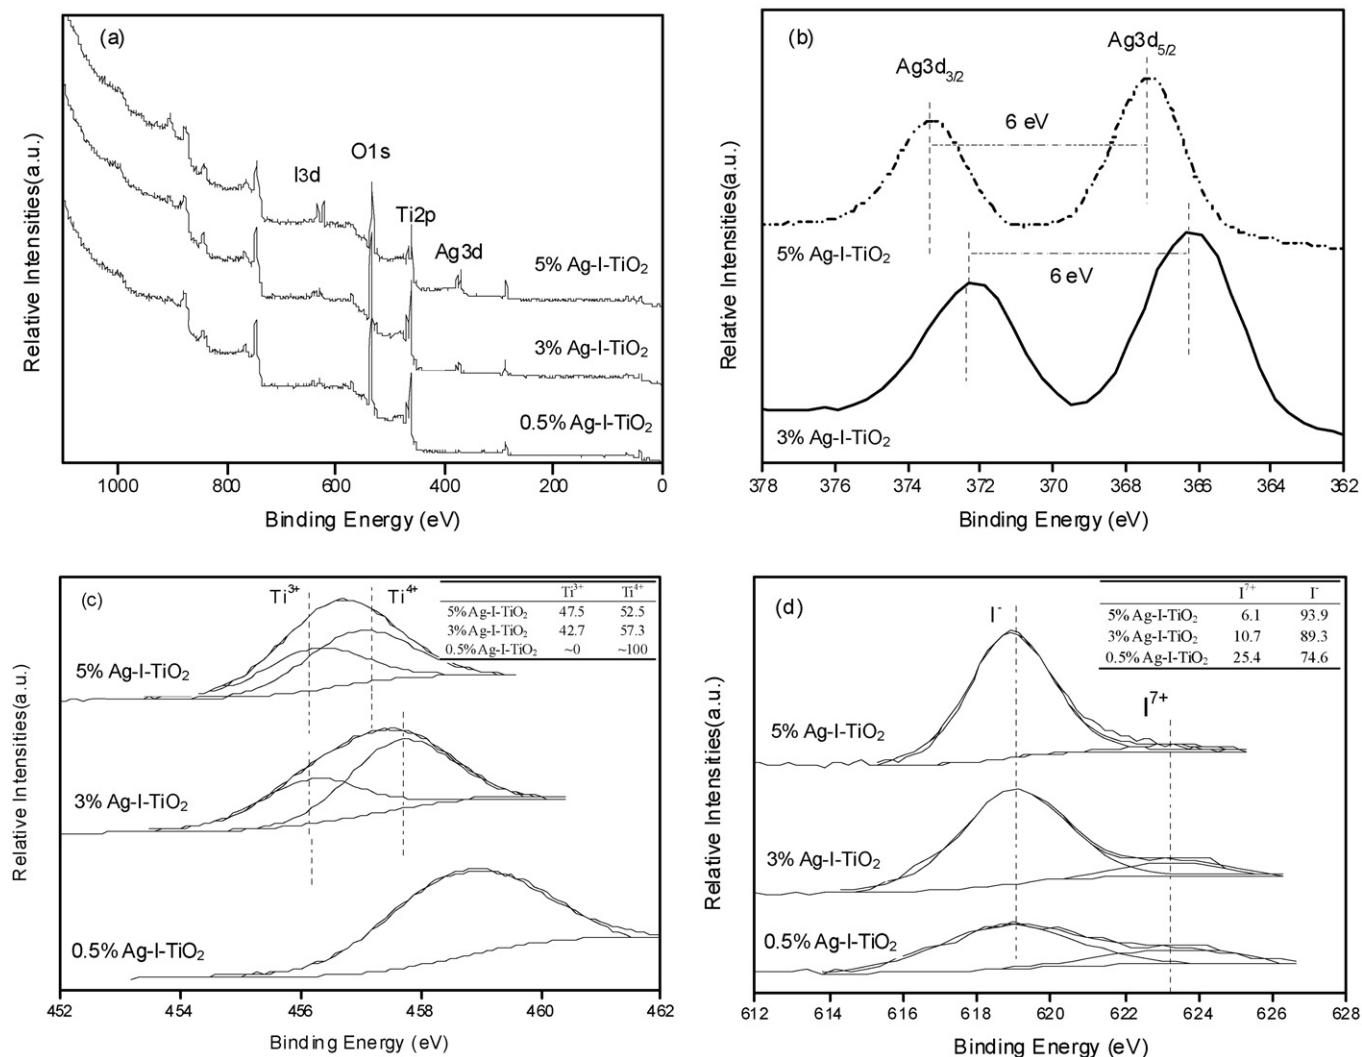 (a)
I3d
O1s
Ti2p
Ag3d
5% Ag-I-TiO₂
3% Ag-I-TiO₂
0.5% Ag-I-TiO₂
Relative Intensities(a.u.)
1000 800 600 400 200 0
Binding Energy (eV)
(b)
Ag3d₃/₂
Ag3d₅/₂
6 eV
5% Ag-I-TiO₂
6 eV
3% Ag-I-TiO₂
Relative Intensities(a.u.)
378 376 374 372 370 368 366 364 362
Binding Energy (eV)
(c)
Ti³⁺
Ti⁴⁺
Ti³⁺ Ti⁴⁺
5% Ag-I-TiO₂ 47.5 52.5
3% Ag-I-TiO₂ 42.7 57.3
0.5% Ag-I-TiO₂ ~0 ~100
5% Ag-I-TiO₂
3% Ag-I-TiO₂
0.5% Ag-I-TiO₂
Relative Intensities(a.u.)
452 454 456 458 460 462
Binding Energy (eV)
(d)
I⁻
I⁷⁺
I⁷⁺ I⁻
5% Ag-I-TiO₂ 6.1 93.9
3% Ag-I-TiO₂ 10.7 89.3
0.5% Ag-I-TiO₂ 25.4 74.6
5% Ag-I-TiO₂
3% Ag-I-TiO₂
0.5% Ag-I-TiO₂
Relative Intensities(a.u.)
612 614 616 618 620 622 624 626 628
Binding Energy (eV)